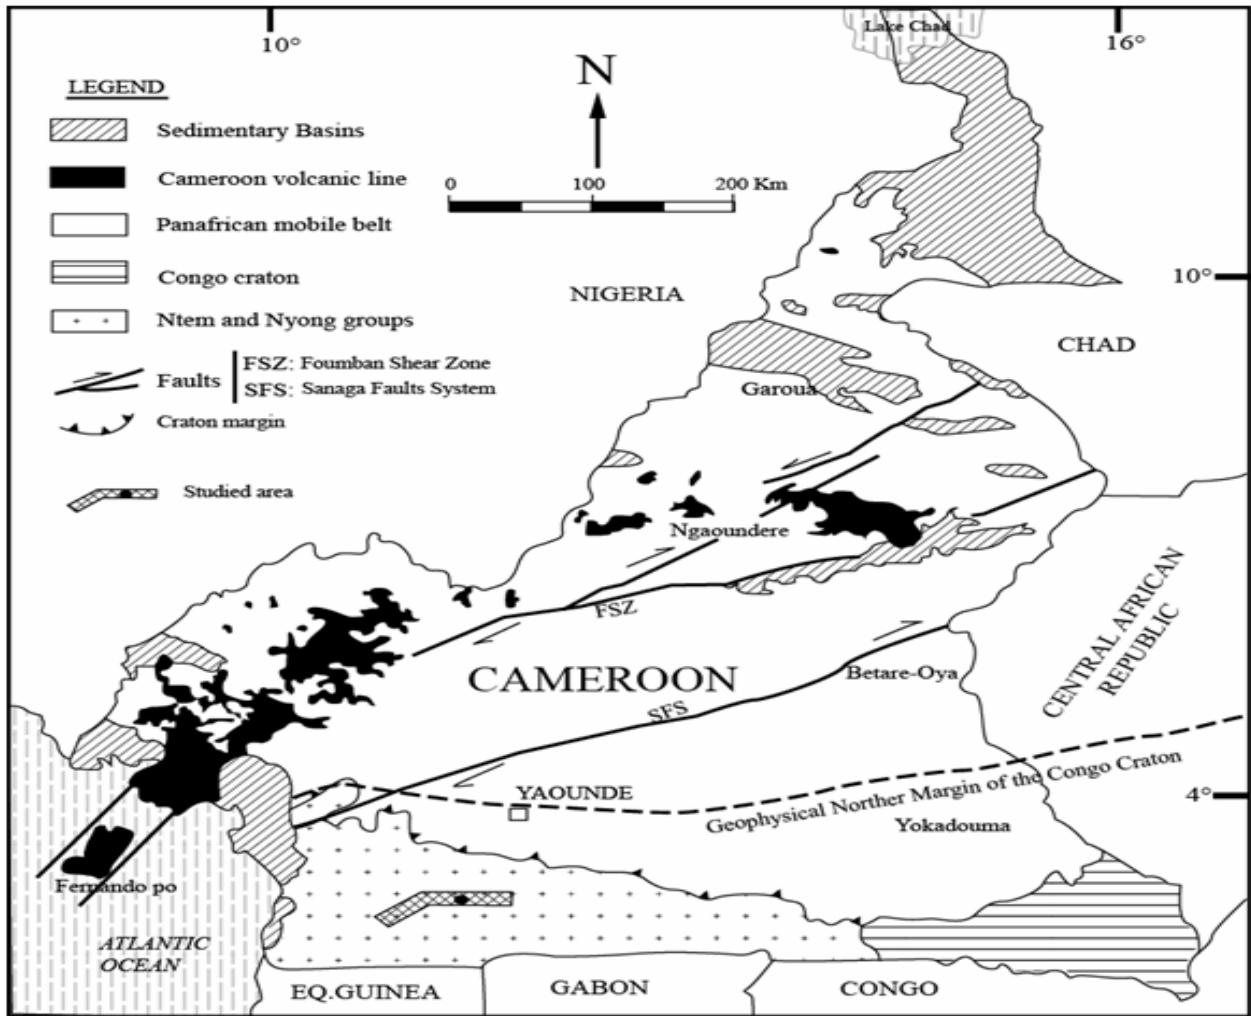 Lake Chad
10°
16°
N
LEGEND
Sedimentary Basins
Cameroon volcanic line
Panafrican mobile belt
Congo craton
Ntem and Nyong groups
Faults
FSZ: Foumban Shear Zone
SFS: Sanaga Faults System
Craton margin
Studied area
0 100 200 Km
NIGERIA
10°
CHAD
Garoua
Ngaoundere
FSZ
CENTRAL AFRICAN
REPUBLIC
CAMEROON
Betare-Oya
SFS
YAOUNDE
Geophysical Norther Margin of the Congo Craton
4°
Yokadouma
Fernando po
ATLANTIC
OCEAN
EQ.GUINEA
GABON
CONGO